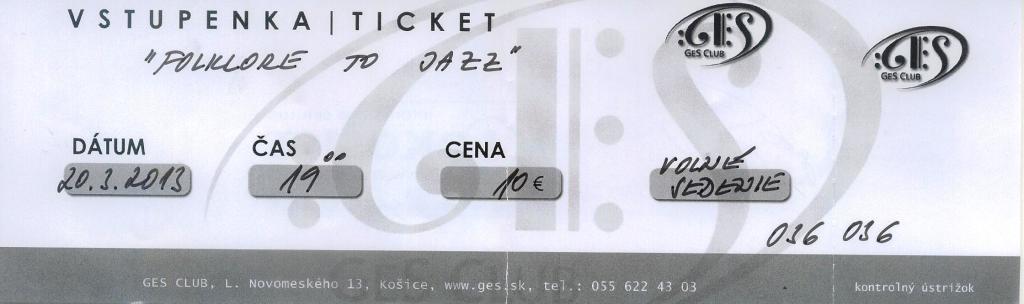 VSTUPENKA | TICKET
"FOLKLORE TO JAZZ"
GES CLUB
GES CLUB
DÁTUM ČAS CENA
20.3.2013 19⁰⁰ 10 €
VOĽNÉ
SEDENIE
036 036
GES CLUB
GES CLUB, L. Novomeského 13, Košice, www.ges.sk, tel.: 055 622 43 03
kontrolný ústrižok